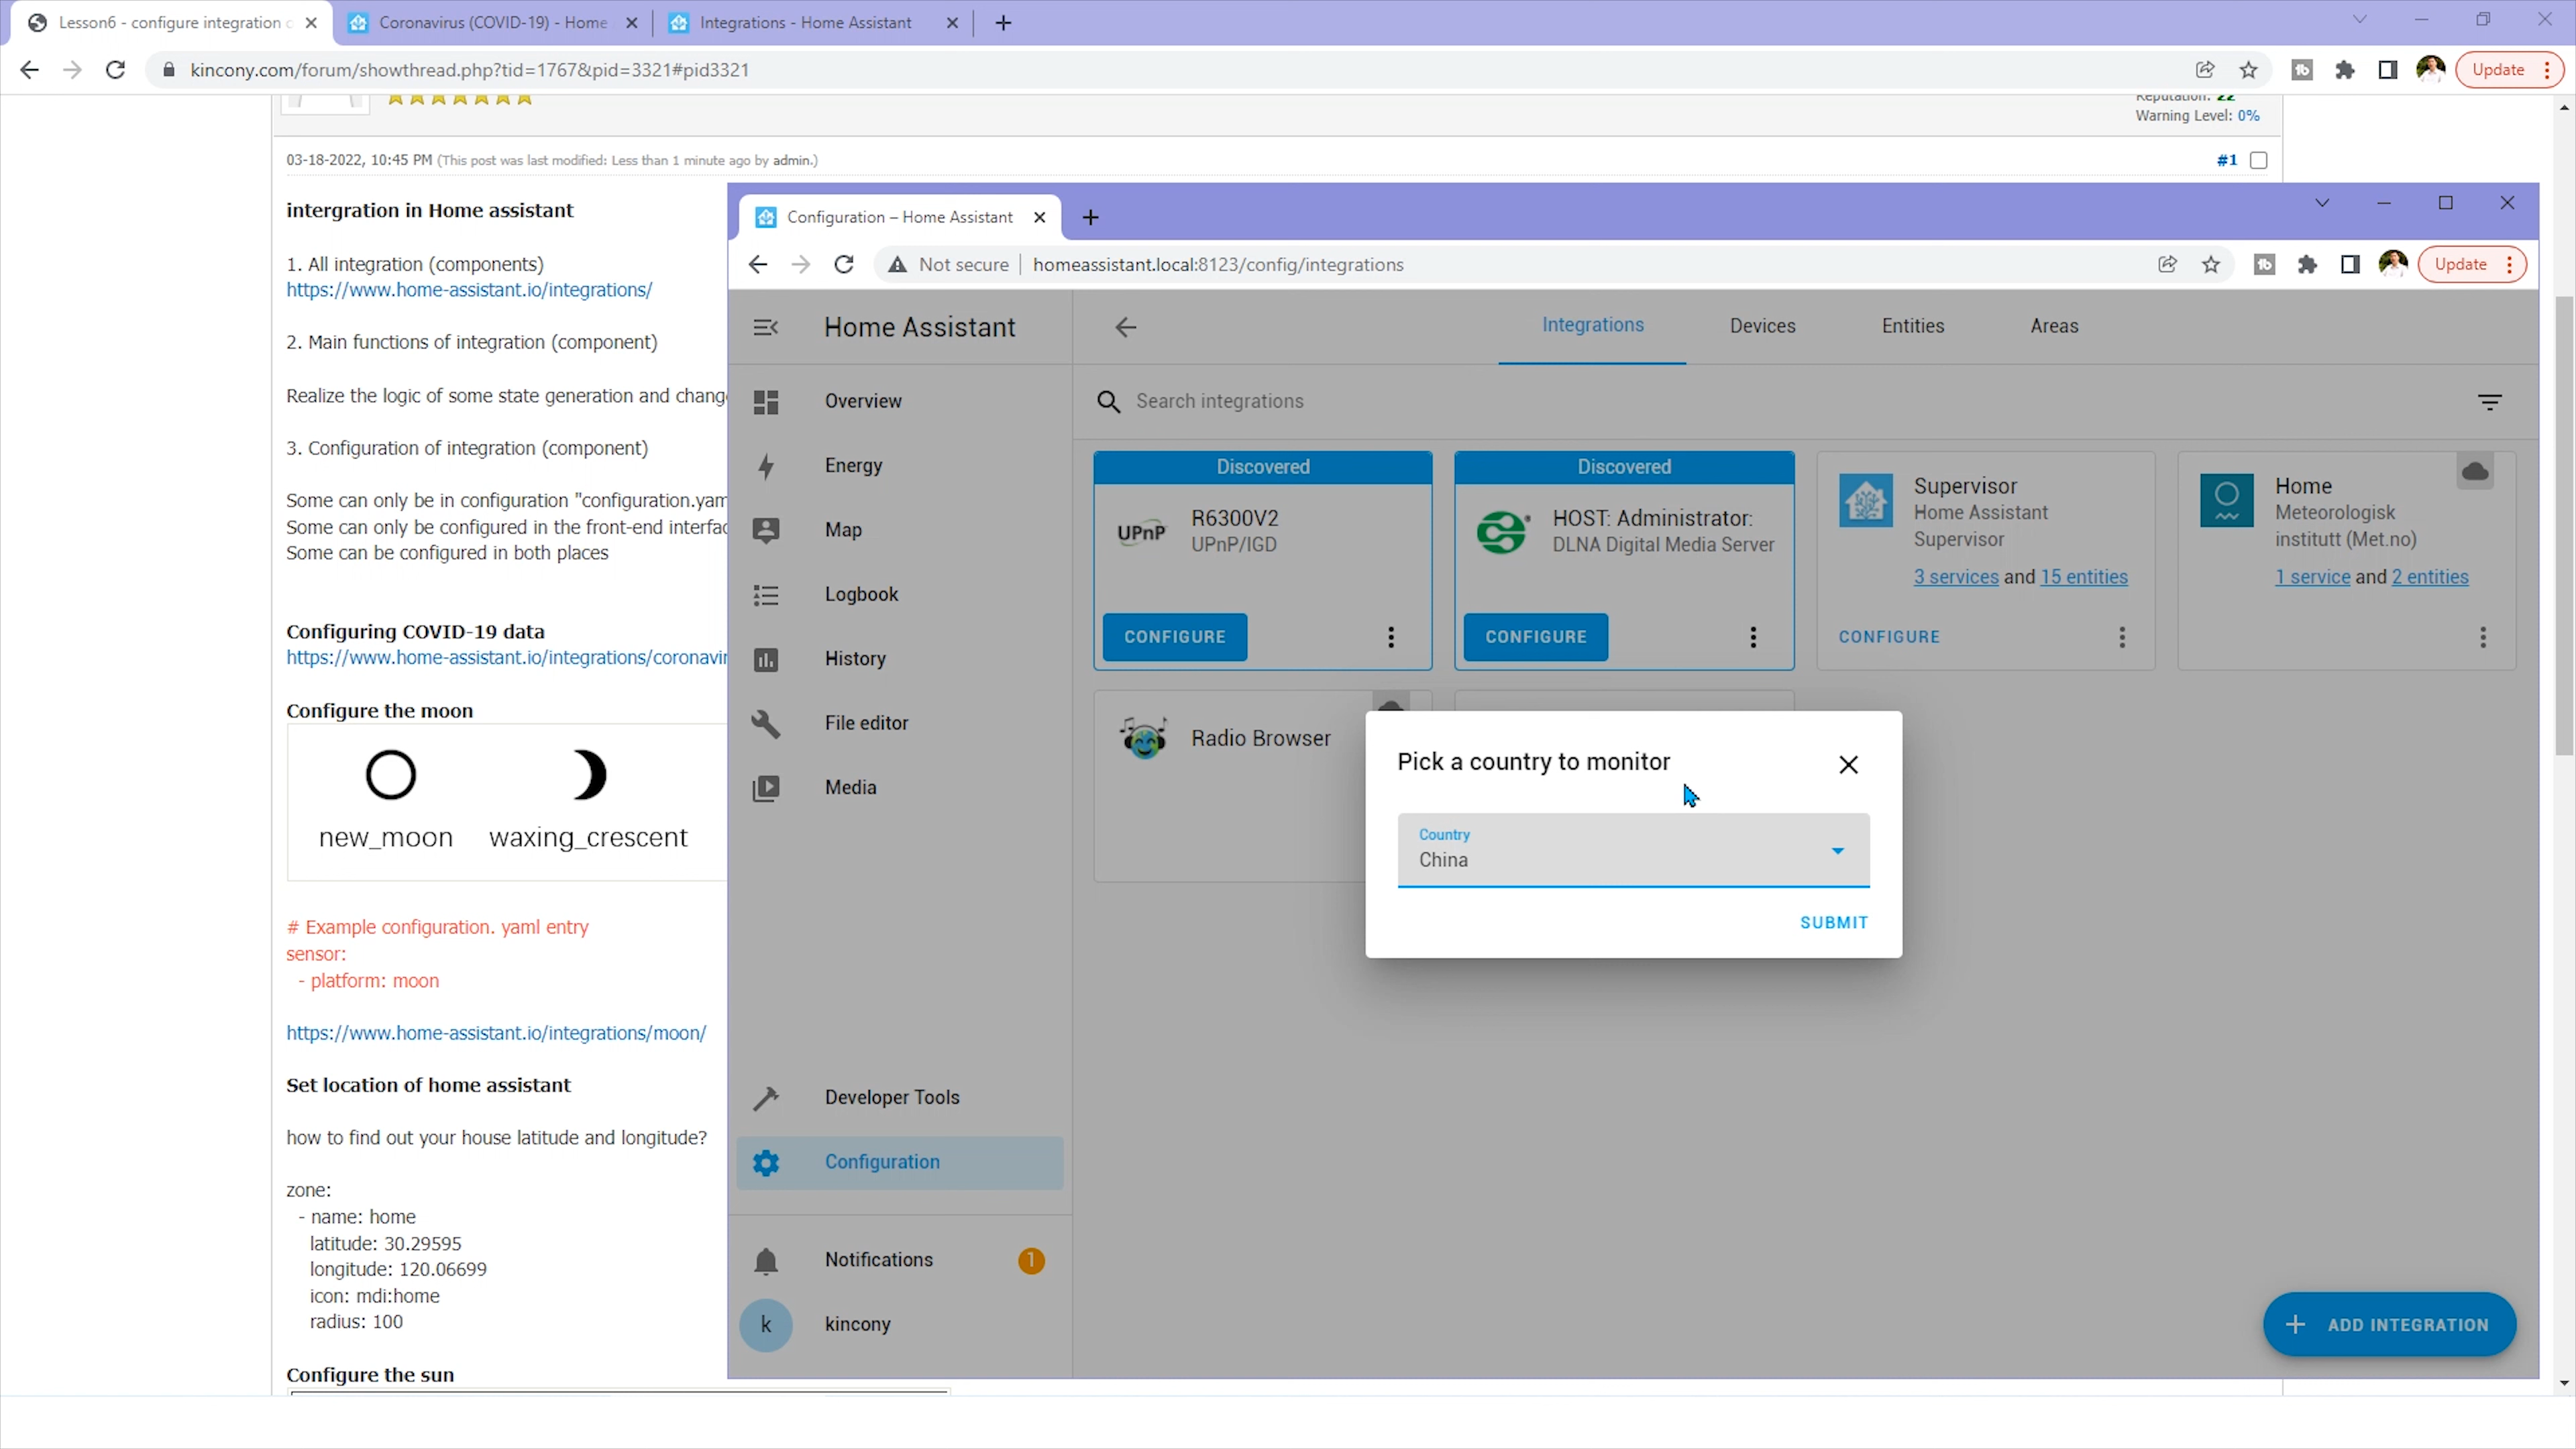 Lesson6 - configure integration
Coronavirus (COVID-19) - Home
Integrations - Home Assistant
kincony.com/forum/showthread.php?tid=1767&pid=3321#pid3321
Update
Reputation: 22
Warning Level: 0%
03-18-2022, 10:45 PM (This post was last modified: Less than 1 minute ago by admin.)
#1
intergration in Home assistant
1. All integration (components)
https://www.home-assistant.io/integrations/
2. Main functions of integration (component)
Realize the logic of some state generation and chang
3. Configuration of integration (component)
Some can only be in configuration "configuration.yam
Some can only be configured in the front-end interfac
Some can be configured in both places
Configuring COVID-19 data
https://www.home-assistant.io/integrations/coronavir
Configure the moon
new_moon
waxing_crescent
# Example configuration. yaml entry
sensor:
- platform: moon
https://www.home-assistant.io/integrations/moon/
Set location of home assistant
how to find out your house latitude and longitude?
zone:
- name: home
latitude: 30.29595
longitude: 120.06699
icon: mdi:home
radius: 100
Configure the sun
Configuration – Home Assistant
Not secure
homeassistant.local:8123/config/integrations
Update
Home Assistant
Integrations
Devices
Entities
Areas
Overview
Energy
Map
Logbook
History
File editor
Media
Developer Tools
Configuration
Notifications
1
k
kincony
Search integrations
Discovered
UPnP
R6300V2
UPnP/IGD
CONFIGURE
Discovered
HOST: Administrator:
DLNA Digital Media Server
CONFIGURE
Supervisor
Home Assistant
Supervisor
3 services and 15 entities
CONFIGURE
Home
Meteorologisk
institutt (Met.no)
1 service and 2 entities
Radio Browser
Pick a country to monitor
Country
China
SUBMIT
ADD INTEGRATION